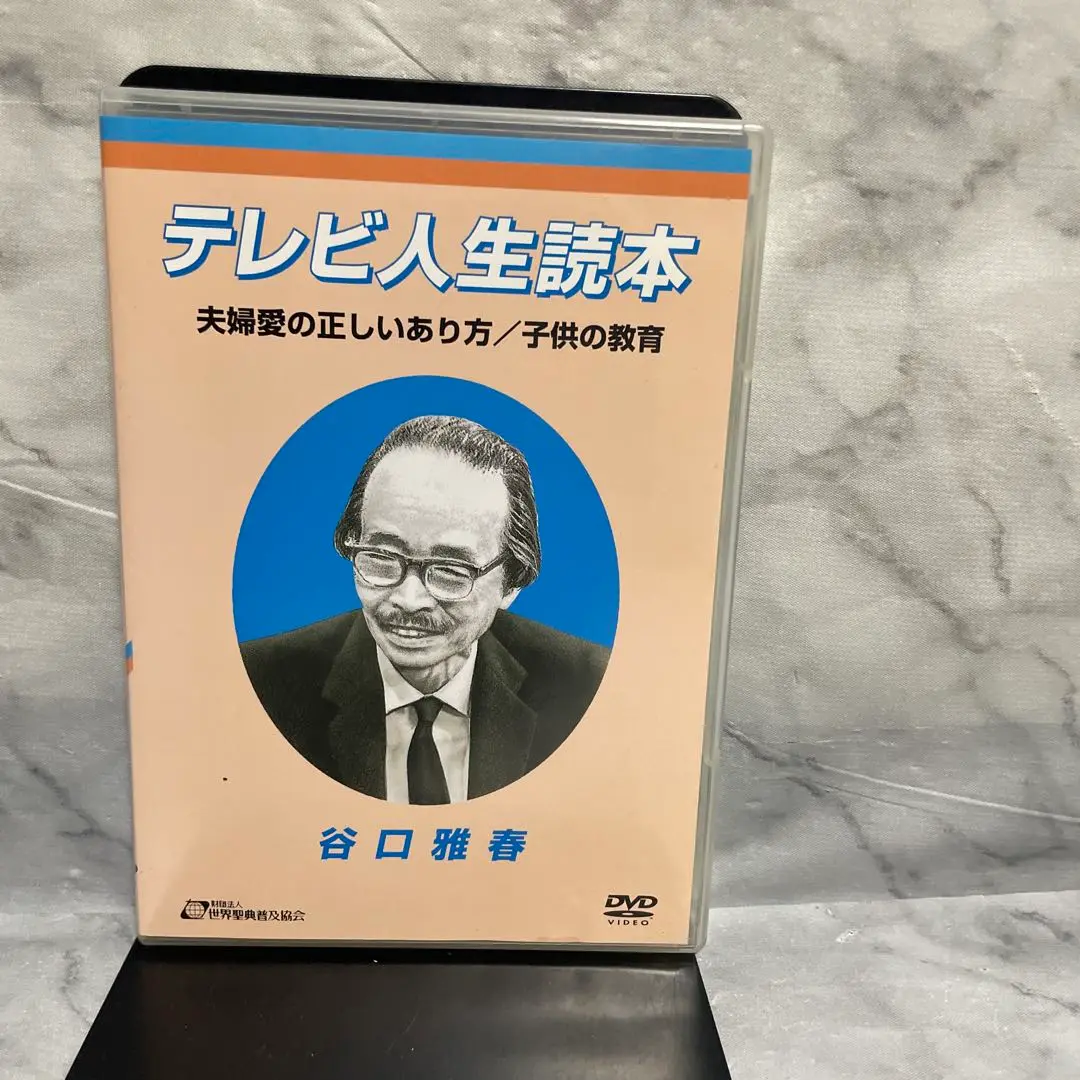 テレビ人生読本
夫婦愛の正しいあり方／子供の教育
谷口雅春
財団法人
世界聖典普及協会
DVD
VIDEO